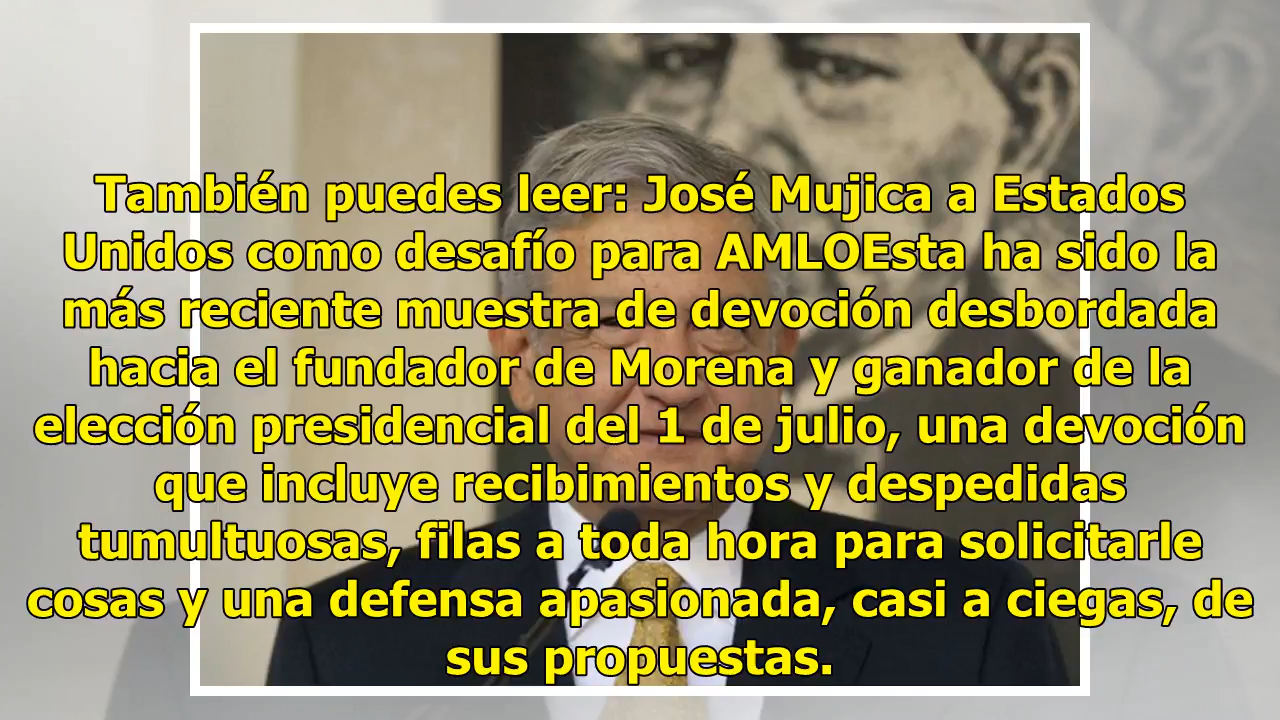 También puedes leer: José Mujica a Estados
Unidos como desafío para AMLOEsta ha sido la
más reciente muestra de devoción desbordada
hacia el fundador de Morena y ganador de la
elección presidencial del 1 de julio, una devoción
que incluye recibimientos y despedidas
tumultuosas, filas a toda hora para solicitarle
cosas y una defensa apasionada, casi a ciegas, de
sus propuestas.